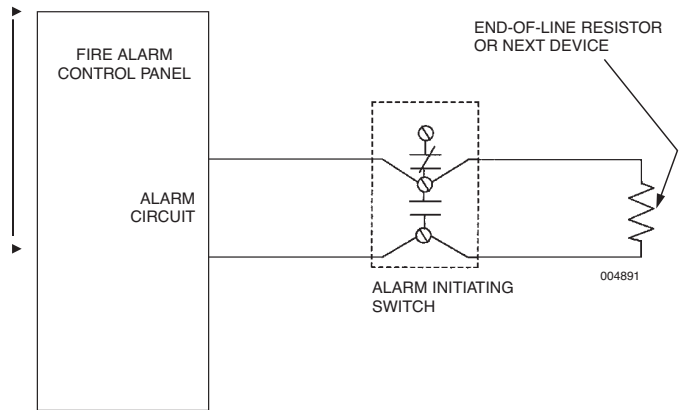 FIRE ALARM
CONTROL PANEL
END-OF-LINE RESISTOR
OR NEXT DEVICE
ALARM
CIRCUIT
ALARM INITIATING
SWITCH
004891